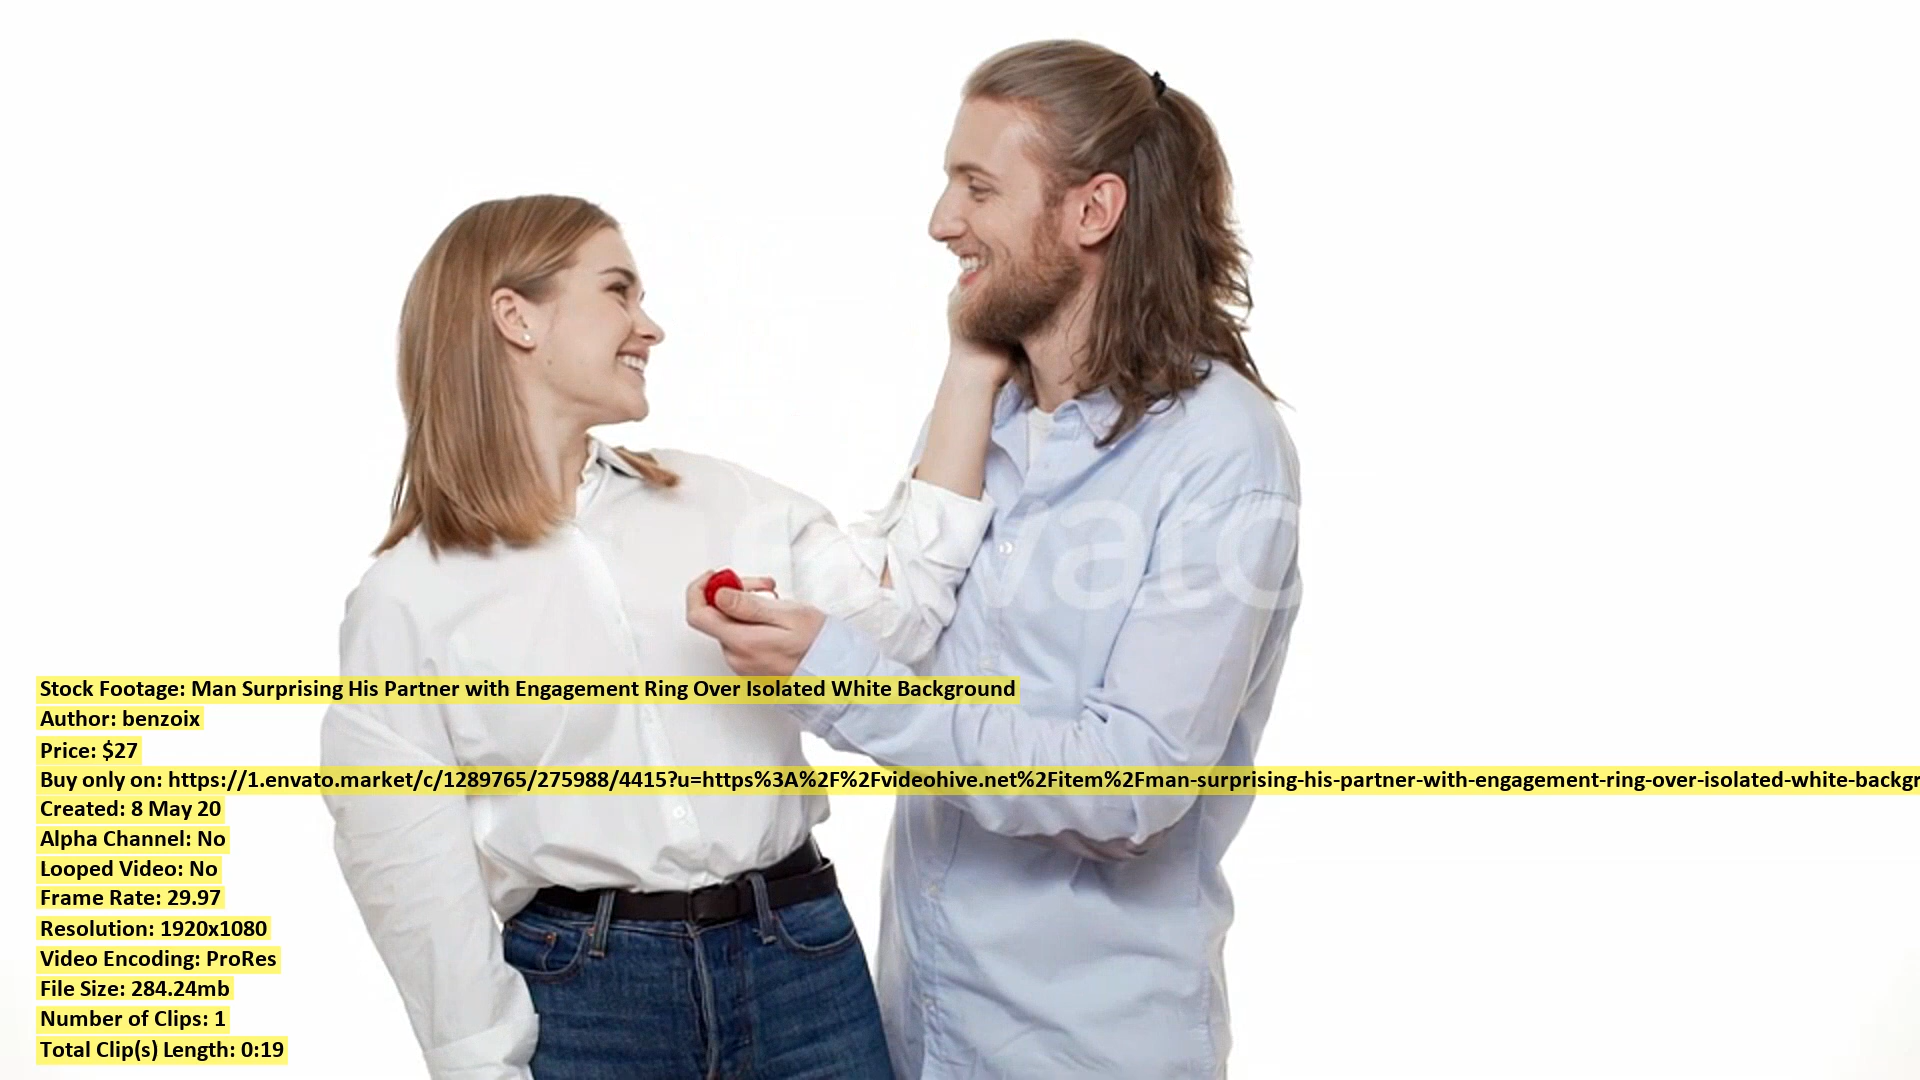 envato
Stock Footage: Man Surprising His Partner with Engagement Ring Over Isolated White Background
Author: benzoix
Price: $27
Buy only on: https://1.envato.market/c/1289765/275988/4415?u=https%3A%2F%2Fvideohive.net%2Fitem%2Fman-surprising-his-partner-with-engagement-ring-over-isolated-white-backgr
Created: 8 May 20
Alpha Channel: No
Looped Video: No
Frame Rate: 29.97
Resolution: 1920x1080
Video Encoding: ProRes
File Size: 284.24mb
Number of Clips: 1
Total Clip(s) Length: 0:19